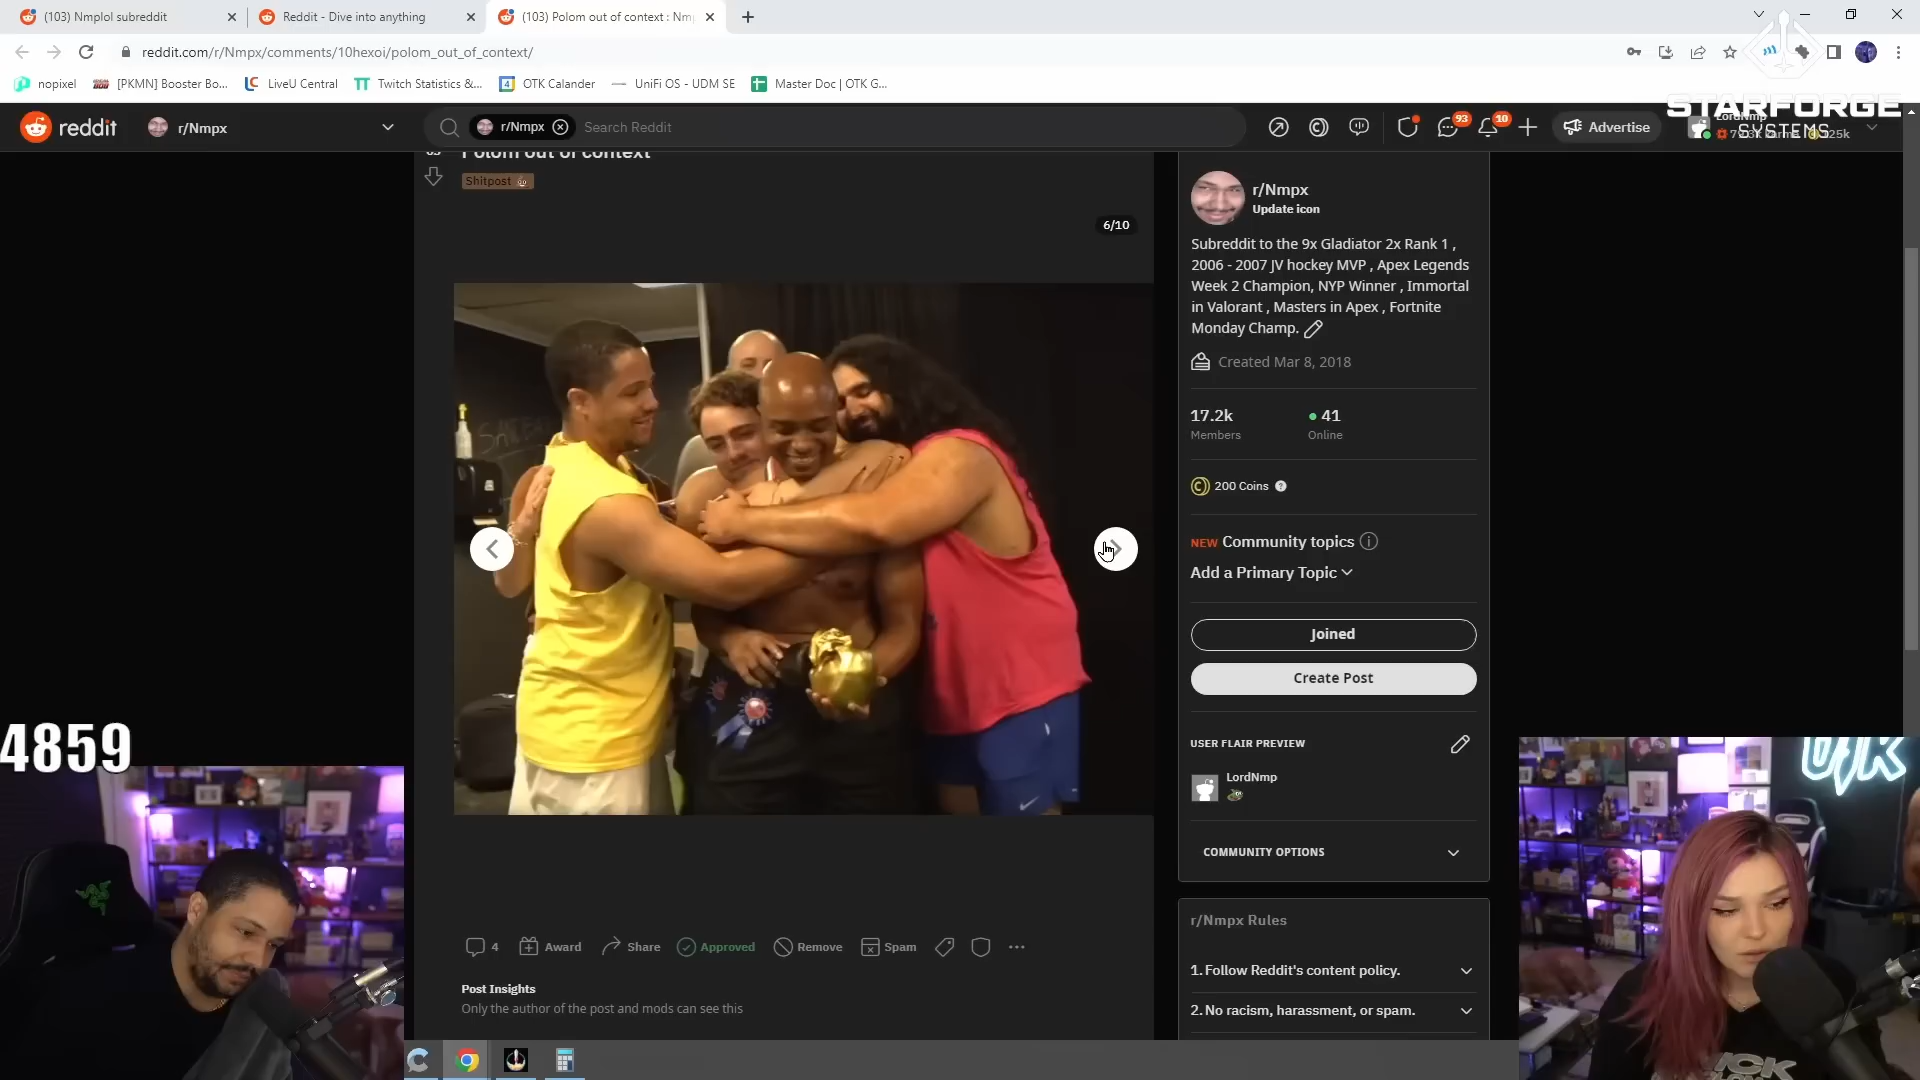 (103) Nmplol subreddit
Reddit - Dive into anything
(103) Polom out of context : Nm
reddit.com/r/Nmpx/comments/10hexoi/polom_out_of_context/
nopixel
[PKMN] Booster Bo...
LiveU Central
TT Twitch Statistics &...
OTK Calander
UniFi OS - UDM SE
Master Doc | OTK G...
STARFORGE
SYSTEMS
reddit
r/Nmpx
r/Nmpx
Search Reddit
93
10
Advertise
LordNmp
Polom out of context
Shitpost
6/10
r/Nmpx
Update icon
Subreddit to the 9x Gladiator 2x Rank 1 ,
2006 - 2007 JV hockey MVP , Apex Legends
Week 2 Champion, NYP Winner , Immortal
in Valorant , Masters in Apex , Fortnite
Monday Champ.
Created Mar 8, 2018
17.2k
Members
41
Online
200 Coins
NEW Community topics
Add a Primary Topic
Joined
Create Post
USER FLAIR PREVIEW
LordNmp
COMMUNITY OPTIONS
r/Nmpx Rules
1. Follow Reddit's content policy.
2. No racism, harassment, or spam.
4
Award
Share
Approved
Remove
Spam
Post Insights
Only the author of the post and mods can see this
4859